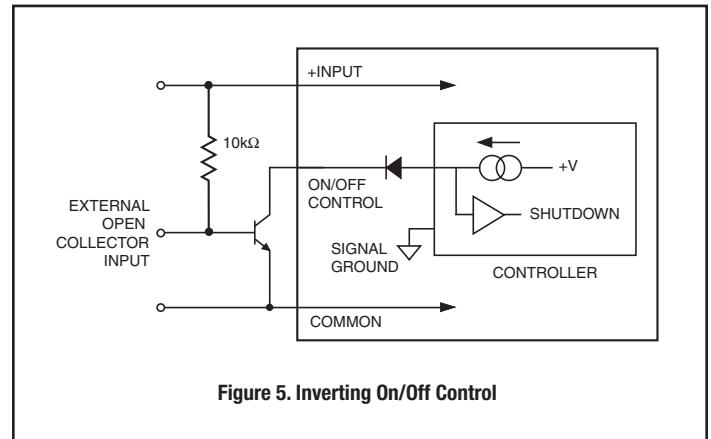 +INPUT
10kΩ
+V
ON/OFF
CONTROL
SHUTDOWN
EXTERNAL
OPEN
COLLECTOR
INPUT
SIGNAL
GROUND
CONTROLLER
COMMON
Figure 5. Inverting On/Off Control